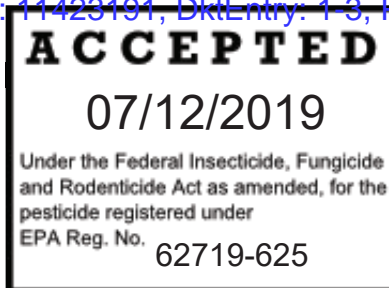 : 11423191, DktEntry: 1-3,
ACCEPTED
07/12/2019
Under the Federal Insecticide, Fungicide
and Rodenticide Act as amended, for the
pesticide registered under
EPA Reg. No. 62719-625